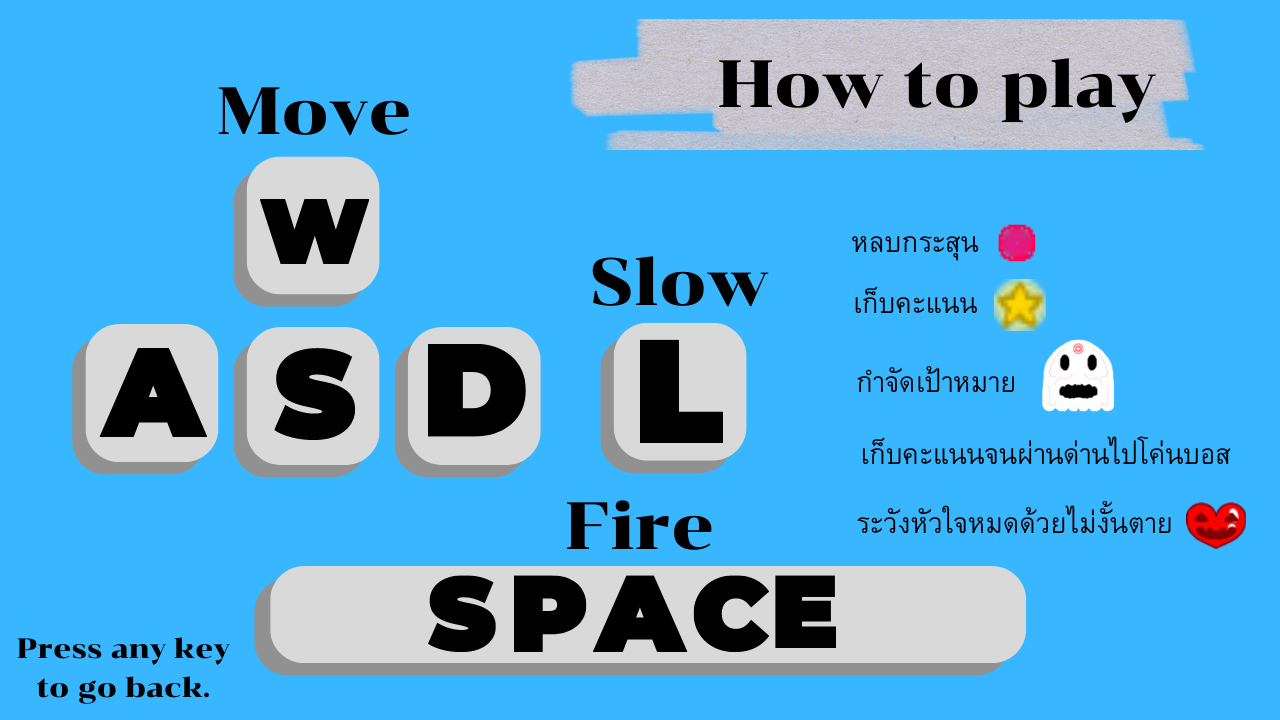 How to play
Move
W
A S D
Slow
L
Fire
SPACE
หลบกระสุน
เก็บคะแนน
กำจัดเป้าหมาย
เก็บคะแนนจนผ่านด่านไปโค่นบอส
ระวังหัวใจหมดด้วยไม่งั้นตาย
Press any key
to go back.